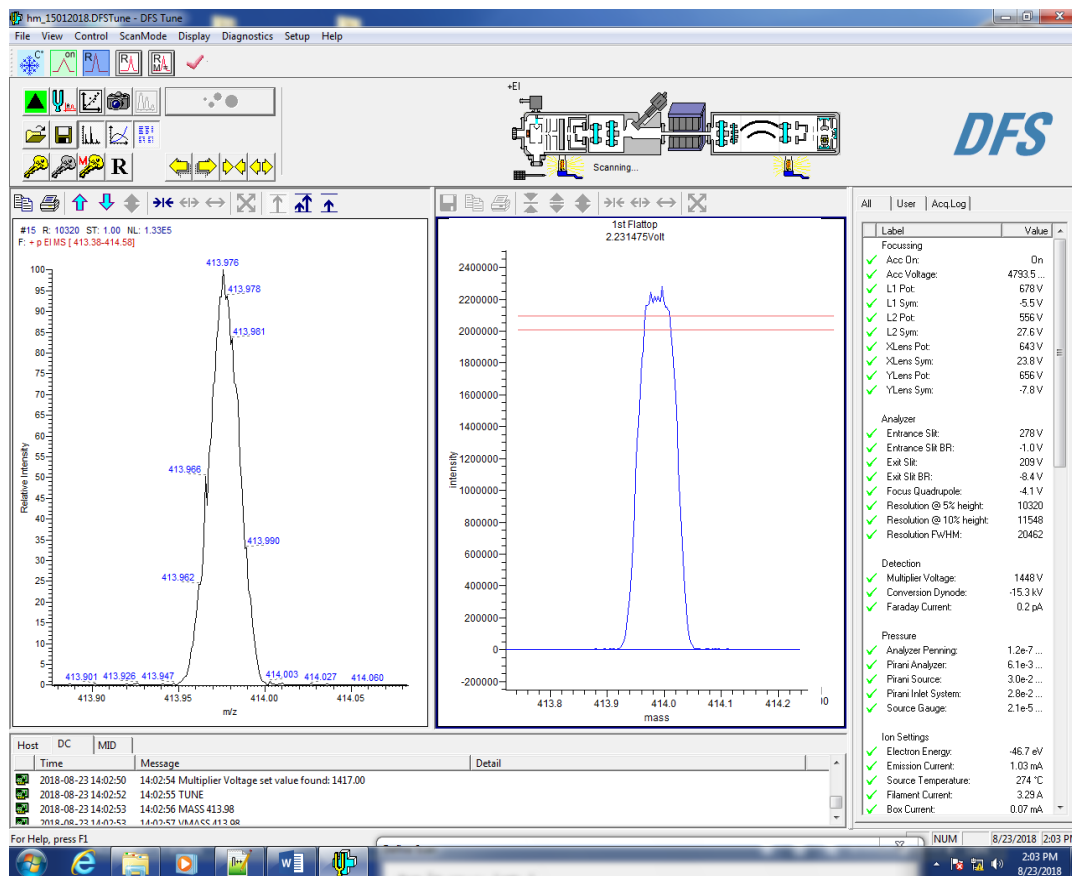 hm_15012018.DFSTune - DFS Tune
File View Control ScanMode Display Diagnostics Setup Help
C° on R R R M
+EI
Scanning...
DFS
M R
#15 R: 10320 ST: 1.00 NL: 1.33E5
F: + p EI MS [ 413.38-414.58]
413.976
413.978
413.981
413.966
413.990
413.962
413.901 413.926 413.947 414.003 414.027 414.060
100
95
90
85
80
75
70
65
60
55
50
45
40
35
30
25
20
15
10
5
0
Relative Intensity
413.90 413.95 414.00 414.05
m/z
1st Flattop
2.231475Volt
2400000
2200000
2000000
1800000
1600000
1400000
1200000
1000000
800000
600000
400000
200000
0
-200000
intensity
413.8 413.9 414.0 414.1 414.2
mass
All User Acq.Log
Label Value
Focussing
Acc On: On
Acc Voltage: 4793.5 ...
L1 Pot: 678 V
L1 Sym: -5.5 V
L2 Pot: 556 V
L2 Sym: 27.6 V
XLens Pot: 643 V
XLens Sym: 23.8 V
YLens Pot: 656 V
YLens Sym: -7.8 V
Analyzer
Entrance Slit: 278 V
Entrance Slit BR: -1.0 V
Exit Slit: 209 V
Exit Slit BR: -8.4 V
Focus Quadrupole: -4.1 V
Resolution @ 5% height: 10320
Resolution @ 10% height: 11548
Resolution FWHM: 20462
Detection
Multiplier Voltage: 1448 V
Conversion Dynode: -15.3 kV
Faraday Current: 0.2 pA
Pressure
Analyzer Penning: 1.2e-7 ...
Pirani Analyzer: 6.1e-3 ...
Pirani Source: 3.0e-2 ...
Pirani Inlet System: 2.8e-2 ...
Source Gauge: 2.1e-5 ...
Ion Settings
Electron Energy: -46.7 eV
Emission Current: 1.03 mA
Source Temperature: 274 °C
Filament Current: 3.29 A
Box Current: 0.07 mA
Host DC MID
Time Message Detail
2018-08-23 14:02:50 14:02:54 Multiplier Voltage set value found: 1417.00
2018-08-23 14:02:52 14:02:55 TUNE
2018-08-23 14:02:53 14:02:56 MASS 413.98
2018-08-23 14:02:53 14:02:57 VMASS 413.98
For Help, press F1
NUM 8/23/2018 2:03 PM
2:03 PM
8/23/2018